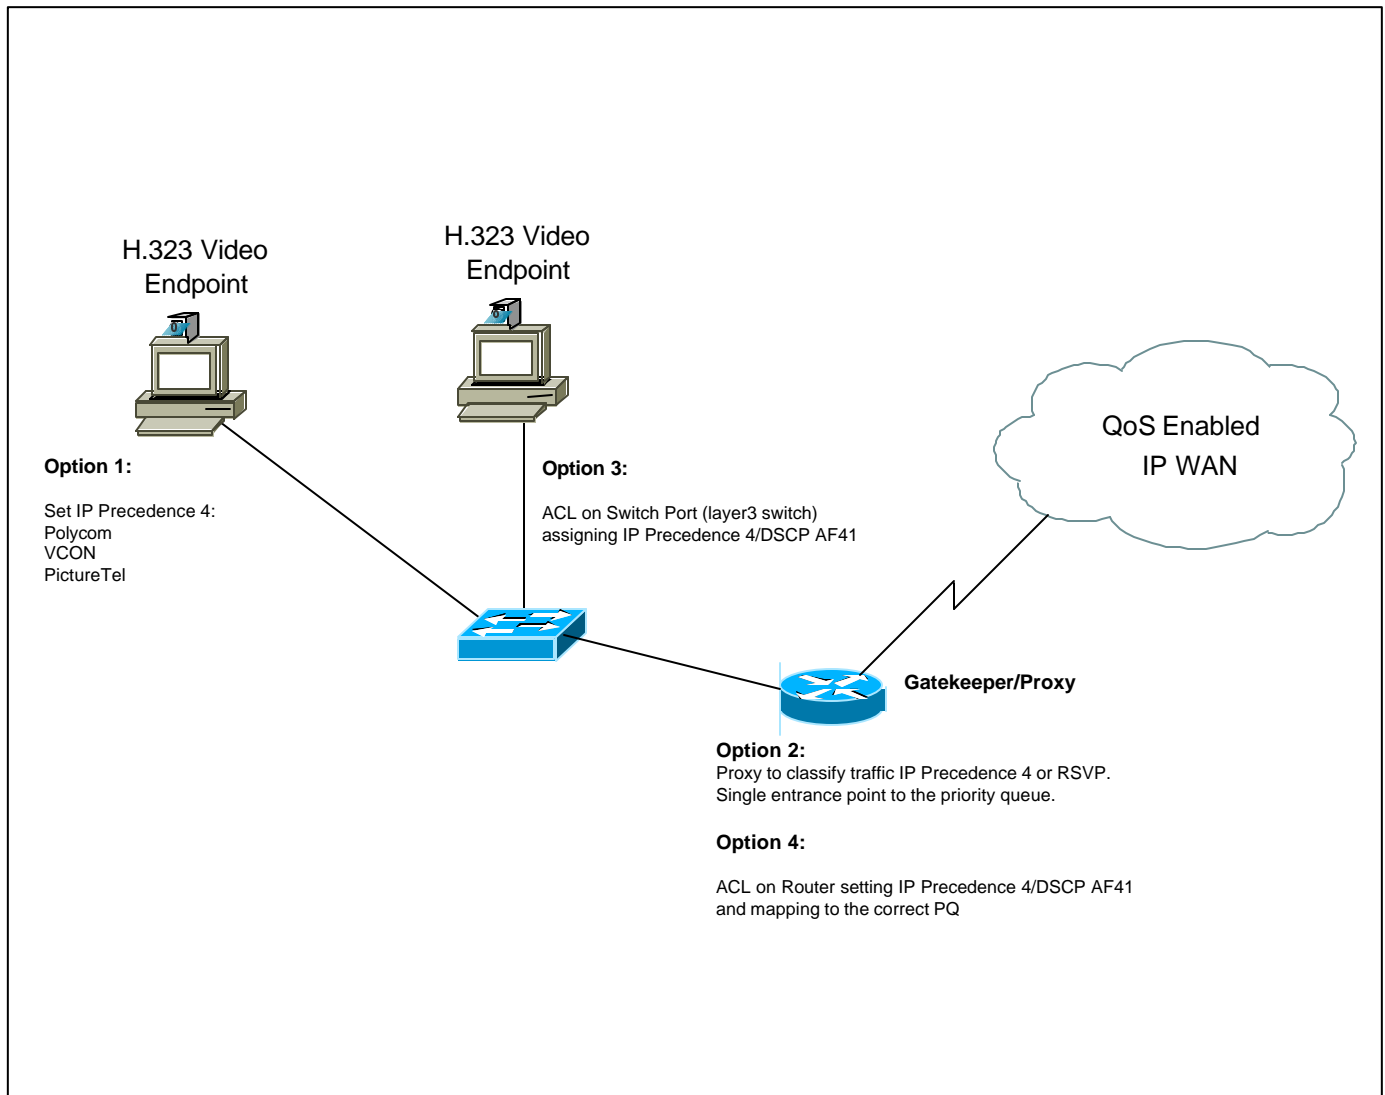 H.323 Video
Endpoint
H.323 Video
Endpoint
QoS Enabled
IP WAN
Option 1:
Set IP Precedence 4:
Polycom
VCON
PictureTel
Option 3:
ACL on Switch Port (layer3 switch)
assigning IP Precedence 4/DSCP AF41
Gatekeeper/Proxy
Option 2:
Proxy to classify traffic IP Precedence 4 or RSVP.
Single entrance point to the priority queue.
Option 4:
ACL on Router setting IP Precedence 4/DSCP AF41
and mapping to the correct PQ